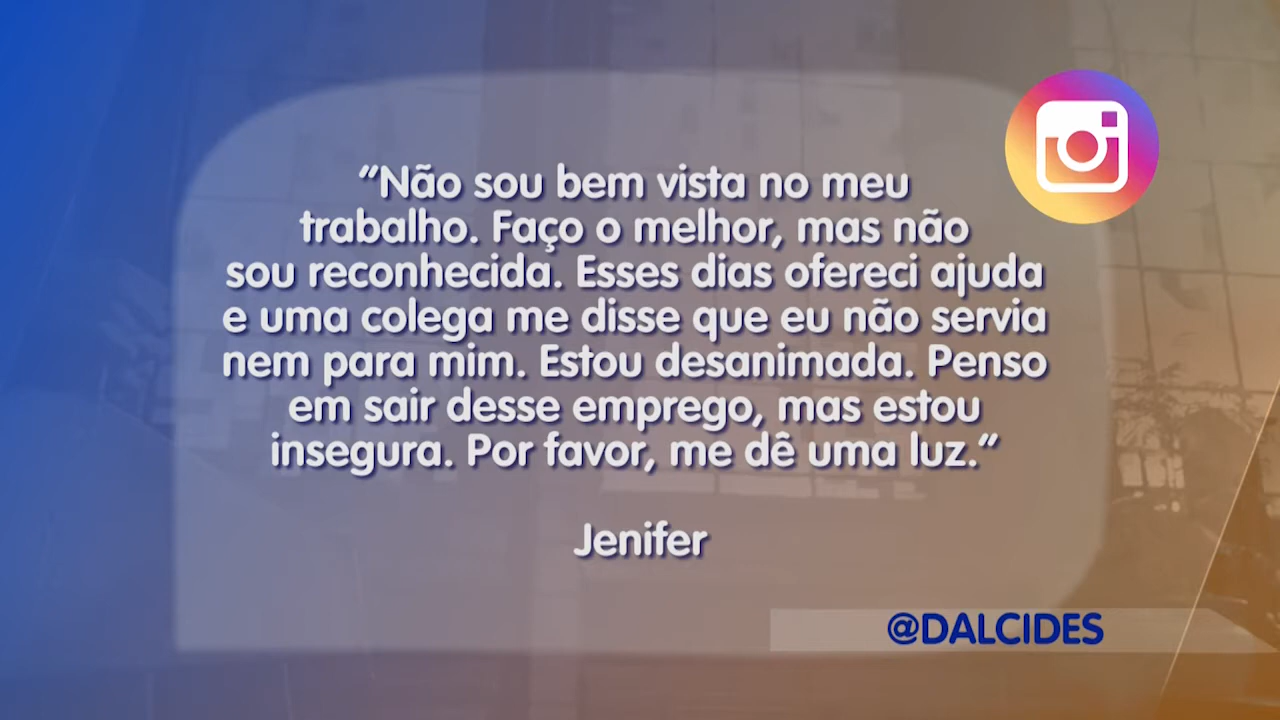 “Não sou bem vista no meu
trabalho. Faço o melhor, mas não
sou reconhecida. Esses dias ofereci ajuda
e uma colega me disse que eu não servia
nem para mim. Estou desanimada. Penso
em sair desse emprego, mas estou
insegura. Por favor, me dê uma luz.“
Jenifer
@DALCIDES